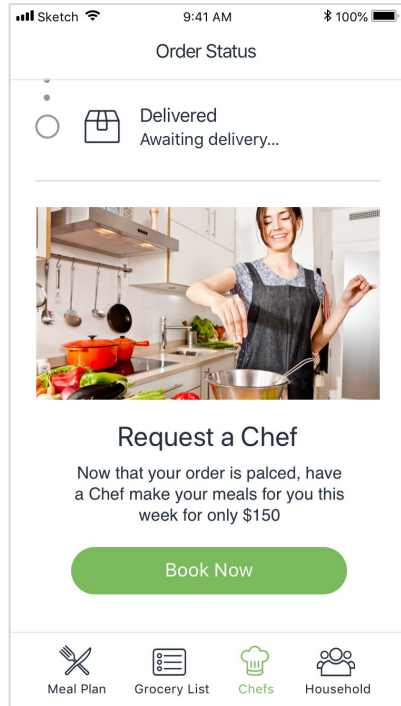 Sketch 9:41 AM 100%
Order Status
Delivered
Awaiting delivery...
Request a Chef
Now that your order is palced, have
a Chef make your meals for you this
week for only $150
Book Now
Meal Plan Grocery List Chefs Household